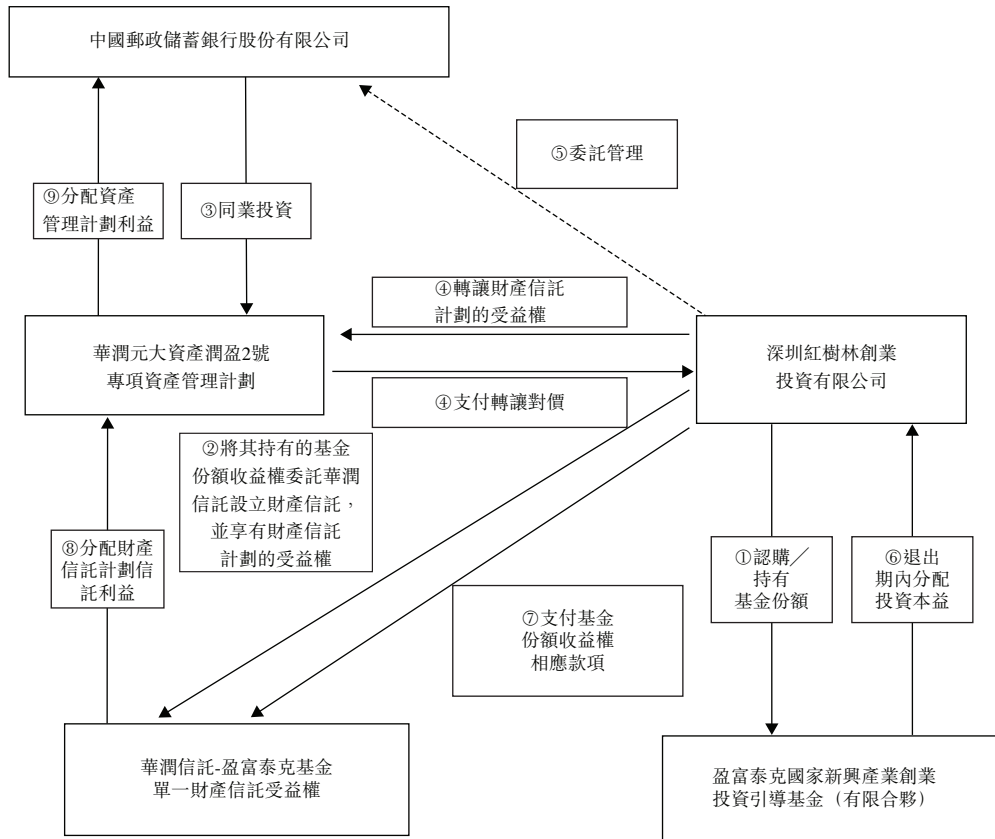 中國郵政儲蓄銀行股份有限公司
⑤委託管理
⑨分配資產
管理計劃利益
③同業投資
④轉讓財產信託
計劃的受益權
華潤元大資產潤盈2號
專項資產管理計劃
深圳紅樹林創業
投資有限公司
④支付轉讓對價
②將其持有的基金
份額收益權委託華潤
信託設立財產信託，
並享有財產信託
計劃的受益權
⑧分配財產
信託計劃信
託利益
①認購／
持有
基金份額
⑥退出
期內分配
投資本益
⑦支付基金
份額收益權
相應款項
華潤信託-盈富泰克基金
單一財產信託受益權
盈富泰克國家新興產業創業
投資引導基金（有限合夥）